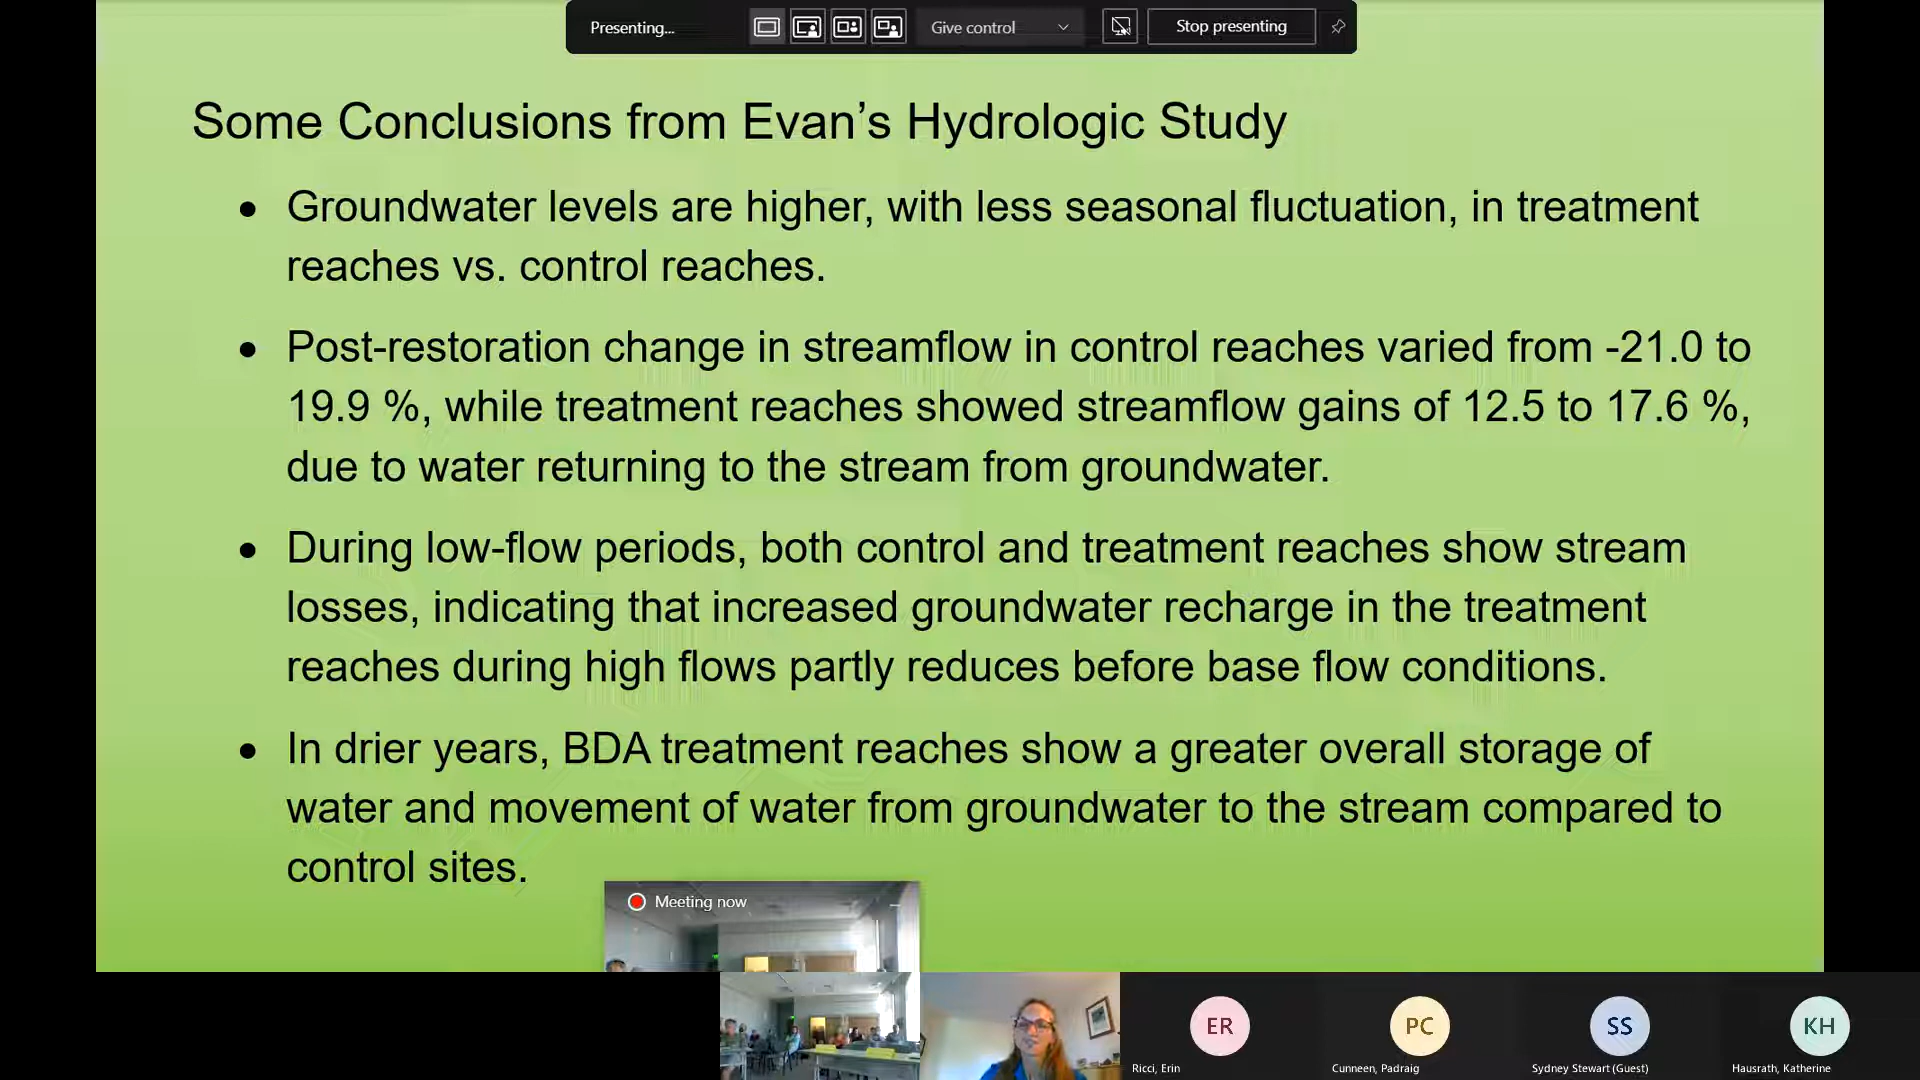 Presenting...
Give control
Stop presenting
Some Conclusions from Evan’s Hydrologic Study
● Groundwater levels are higher, with less seasonal fluctuation, in treatment
reaches vs. control reaches.
● Post-restoration change in streamflow in control reaches varied from -21.0 to
19.9 %, while treatment reaches showed streamflow gains of 12.5 to 17.6 %,
due to water returning to the stream from groundwater.
● During low-flow periods, both control and treatment reaches show stream
losses, indicating that increased groundwater recharge in the treatment
reaches during high flows partly reduces before base flow conditions.
● In drier years, BDA treatment reaches show a greater overall storage of
water and movement of water from groundwater to the stream compared to
control sites.
Meeting now
ER
PC
SS
KH
Ricci, Erin
Cunneen, Padraig
Sydney Stewart (Guest)
Hausrath, Katherine